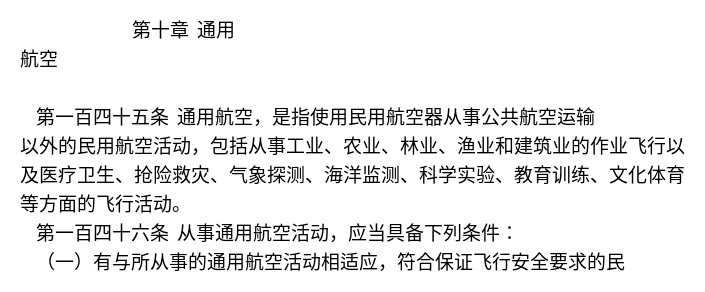 第十章 通用
航空
第一百四十五条 通用航空，是指使用民用航空器从事公共航空运输
以外的民用航空活动，包括从事工业、农业、林业、渔业和建筑业的作业飞行以
及医疗卫生、抢险救灾、气象探测、海洋监测、科学实验、教育训练、文化体育
等方面的飞行活动。
第一百四十六条 从事通用航空活动，应当具备下列条件：
（一）有与所从事的通用航空活动相适应，符合保证飞行安全要求的民